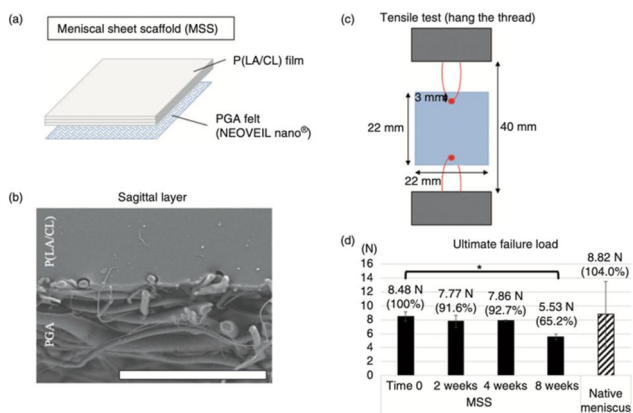 (a)
Meniscal sheet scaffold (MSS)
P(LA/CL) film
PGA felt
(NEOVEIL nano®)
(b)
Sagittal layer
P(LA/CL)
PGA
(c)
Tensile test (hang the thread)
3 mm
22 mm
40 mm
22 mm
(d)
(N)
Ultimate failure load
16
14
12
10
8
6
4
2
0
*
8.48 N
(100%)
7.77 N
(91.6%)
7.86 N
(92.7%)
5.53 N
(65.2%)
8.82 N
(104.0%)
Time 0
2 weeks
4 weeks
8 weeks
MSS
Native
meniscus